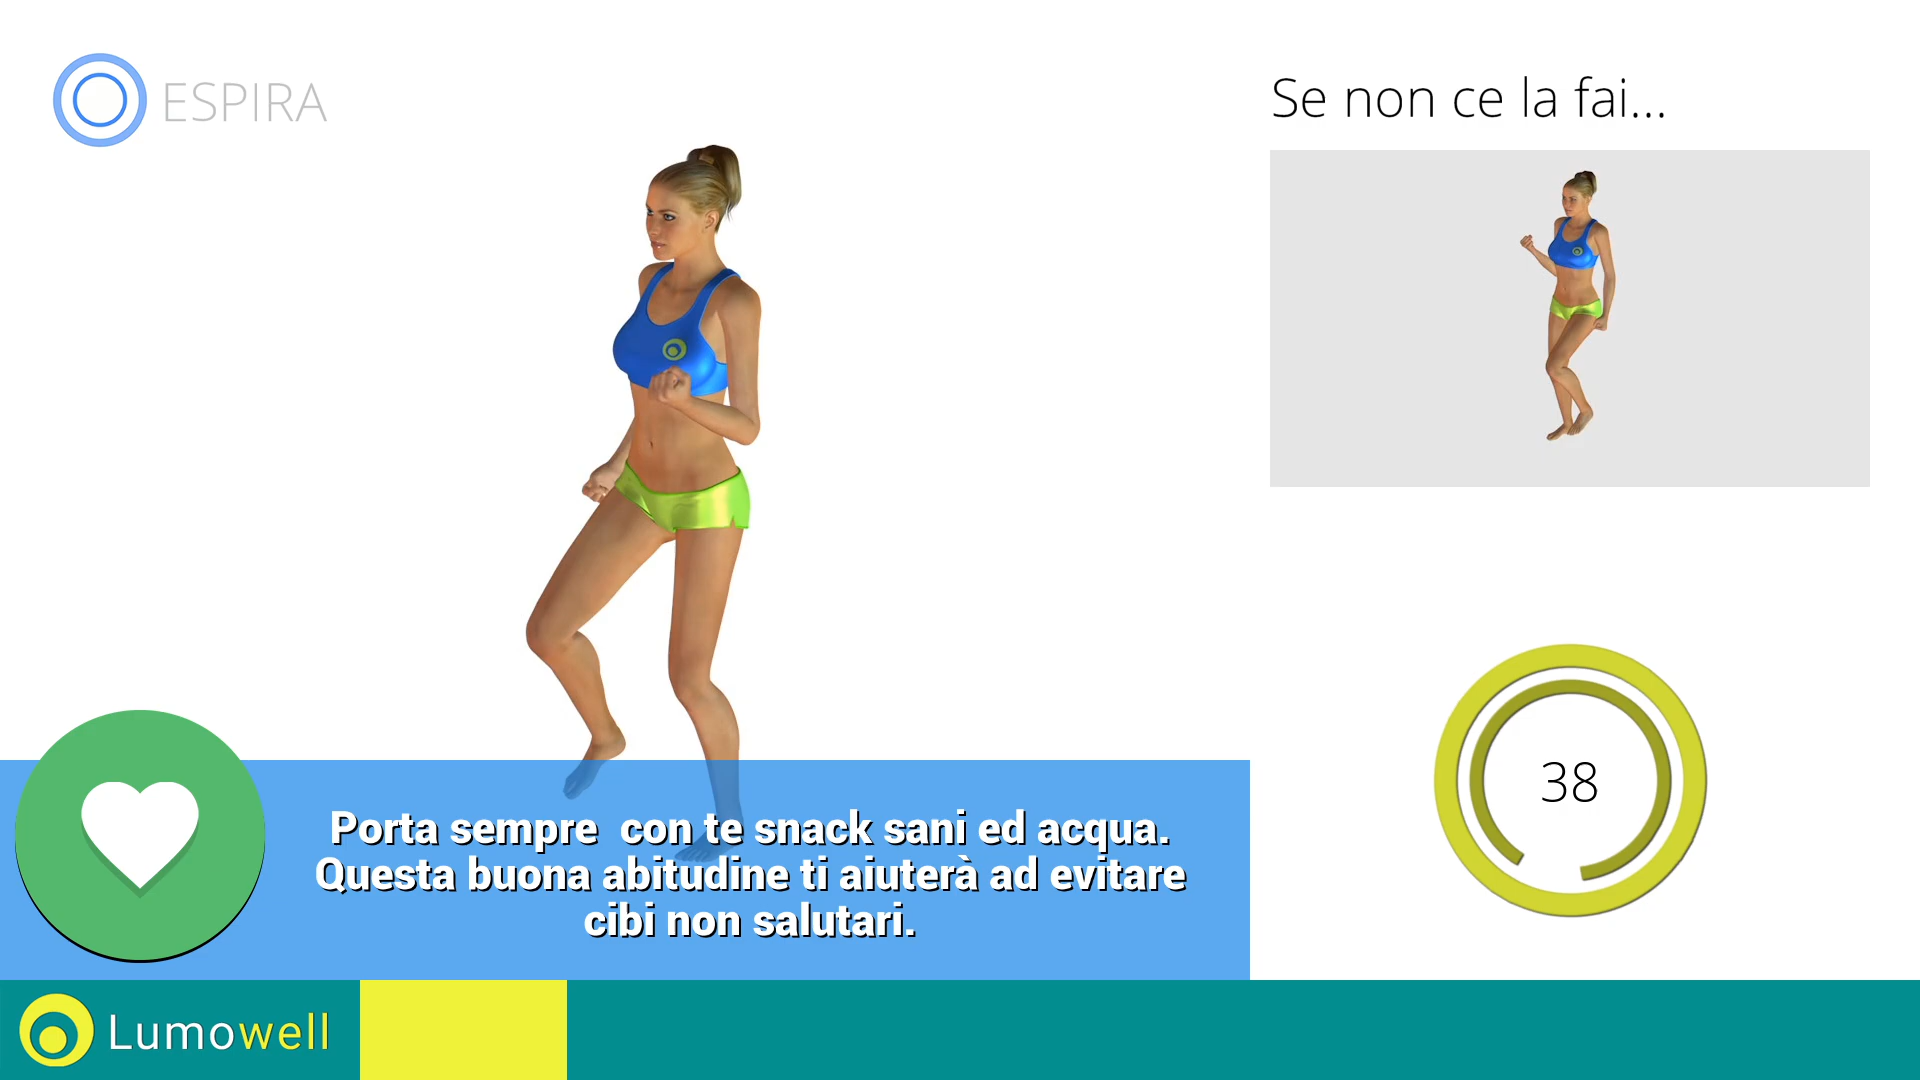 ESPIRA
Se non ce la fai...
38
Porta sempre  con te snack sani ed acqua.
Questa buona abitudine ti aiuterà ad evitare
cibi non salutari.
Lumowell